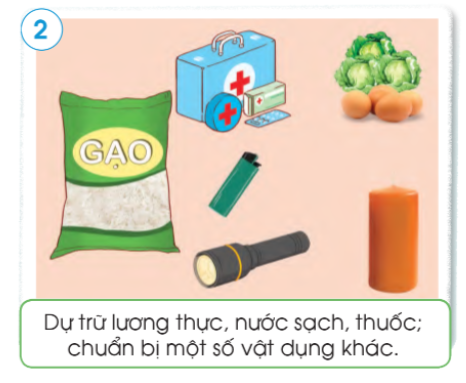 2
GẠO
Dự trữ lương thực, nước sạch, thuốc;
chuẩn bị một số vật dụng khác.